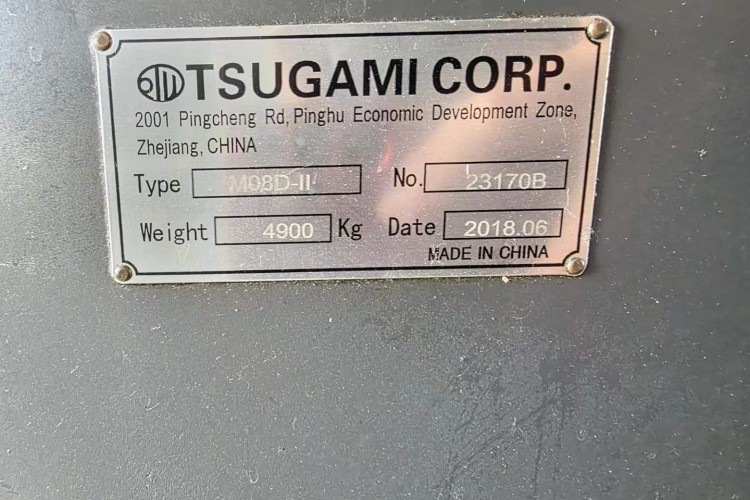 TSUGAMI CORP.
2001 Pingcheng Rd, Pinghu Economic Development Zone,
Zhejiang, CHINA
Type M08D-II No. 23170B
Weight 4900 Kg Date 2018.06
MADE IN CHINA